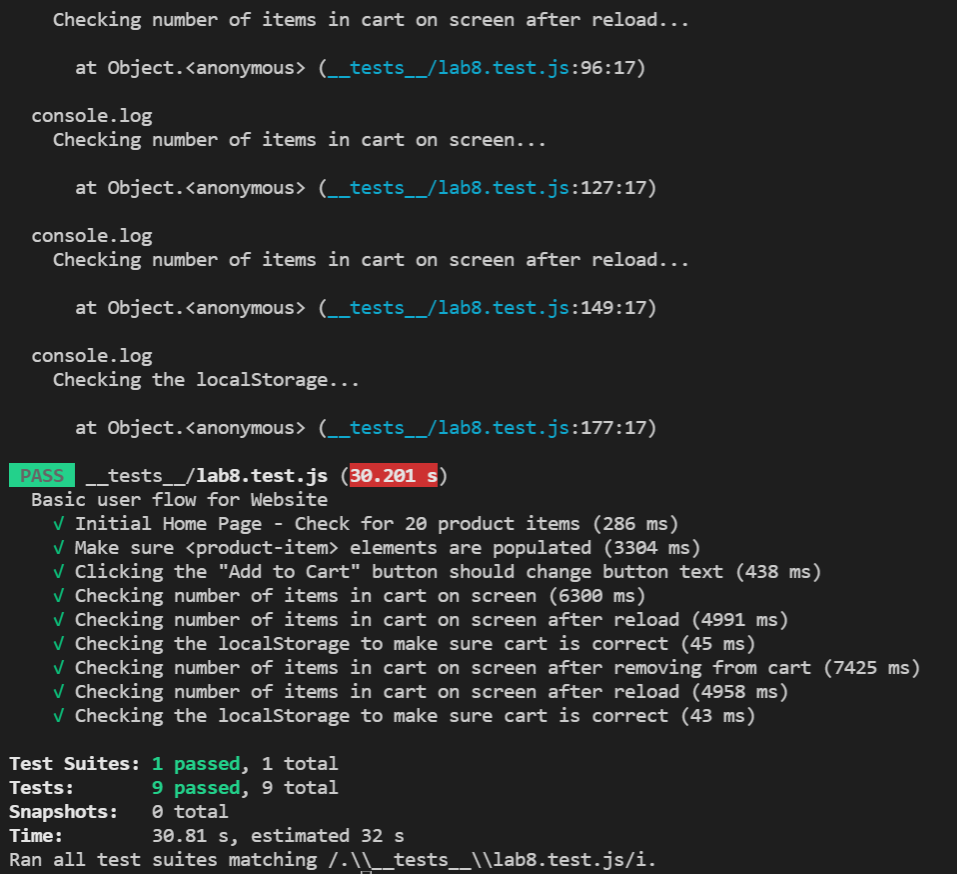 Checking number of items in cart on screen after reload...
at Object.<anonymous> (__tests__/lab8.test.js:96:17)
console.log
Checking number of items in cart on screen...
at Object.<anonymous> (__tests__/lab8.test.js:127:17)
console.log
Checking number of items in cart on screen after reload...
at Object.<anonymous> (__tests__/lab8.test.js:149:17)
console.log
Checking the localStorage...
at Object.<anonymous> (__tests__/lab8.test.js:177:17)
PASS __tests__/lab8.test.js (30.201 s)
Basic user flow for Website
√ Initial Home Page - Check for 20 product items (286 ms)
√ Make sure <product-item> elements are populated (3304 ms)
√ Clicking the "Add to Cart" button should change button text (438 ms)
√ Checking number of items in cart on screen (6300 ms)
√ Checking number of items in cart on screen after reload (4991 ms)
√ Checking the localStorage to make sure cart is correct (45 ms)
√ Checking number of items in cart on screen after removing from cart (7425 ms)
√ Checking number of items in cart on screen after reload (4958 ms)
√ Checking the localStorage to make sure cart is correct (43 ms)
Test Suites: 1 passed, 1 total
Tests: 9 passed, 9 total
Snapshots: 0 total
Time: 30.81 s, estimated 32 s
Ran all test suites matching /.\\__tests__\\lab8.test.js/i.